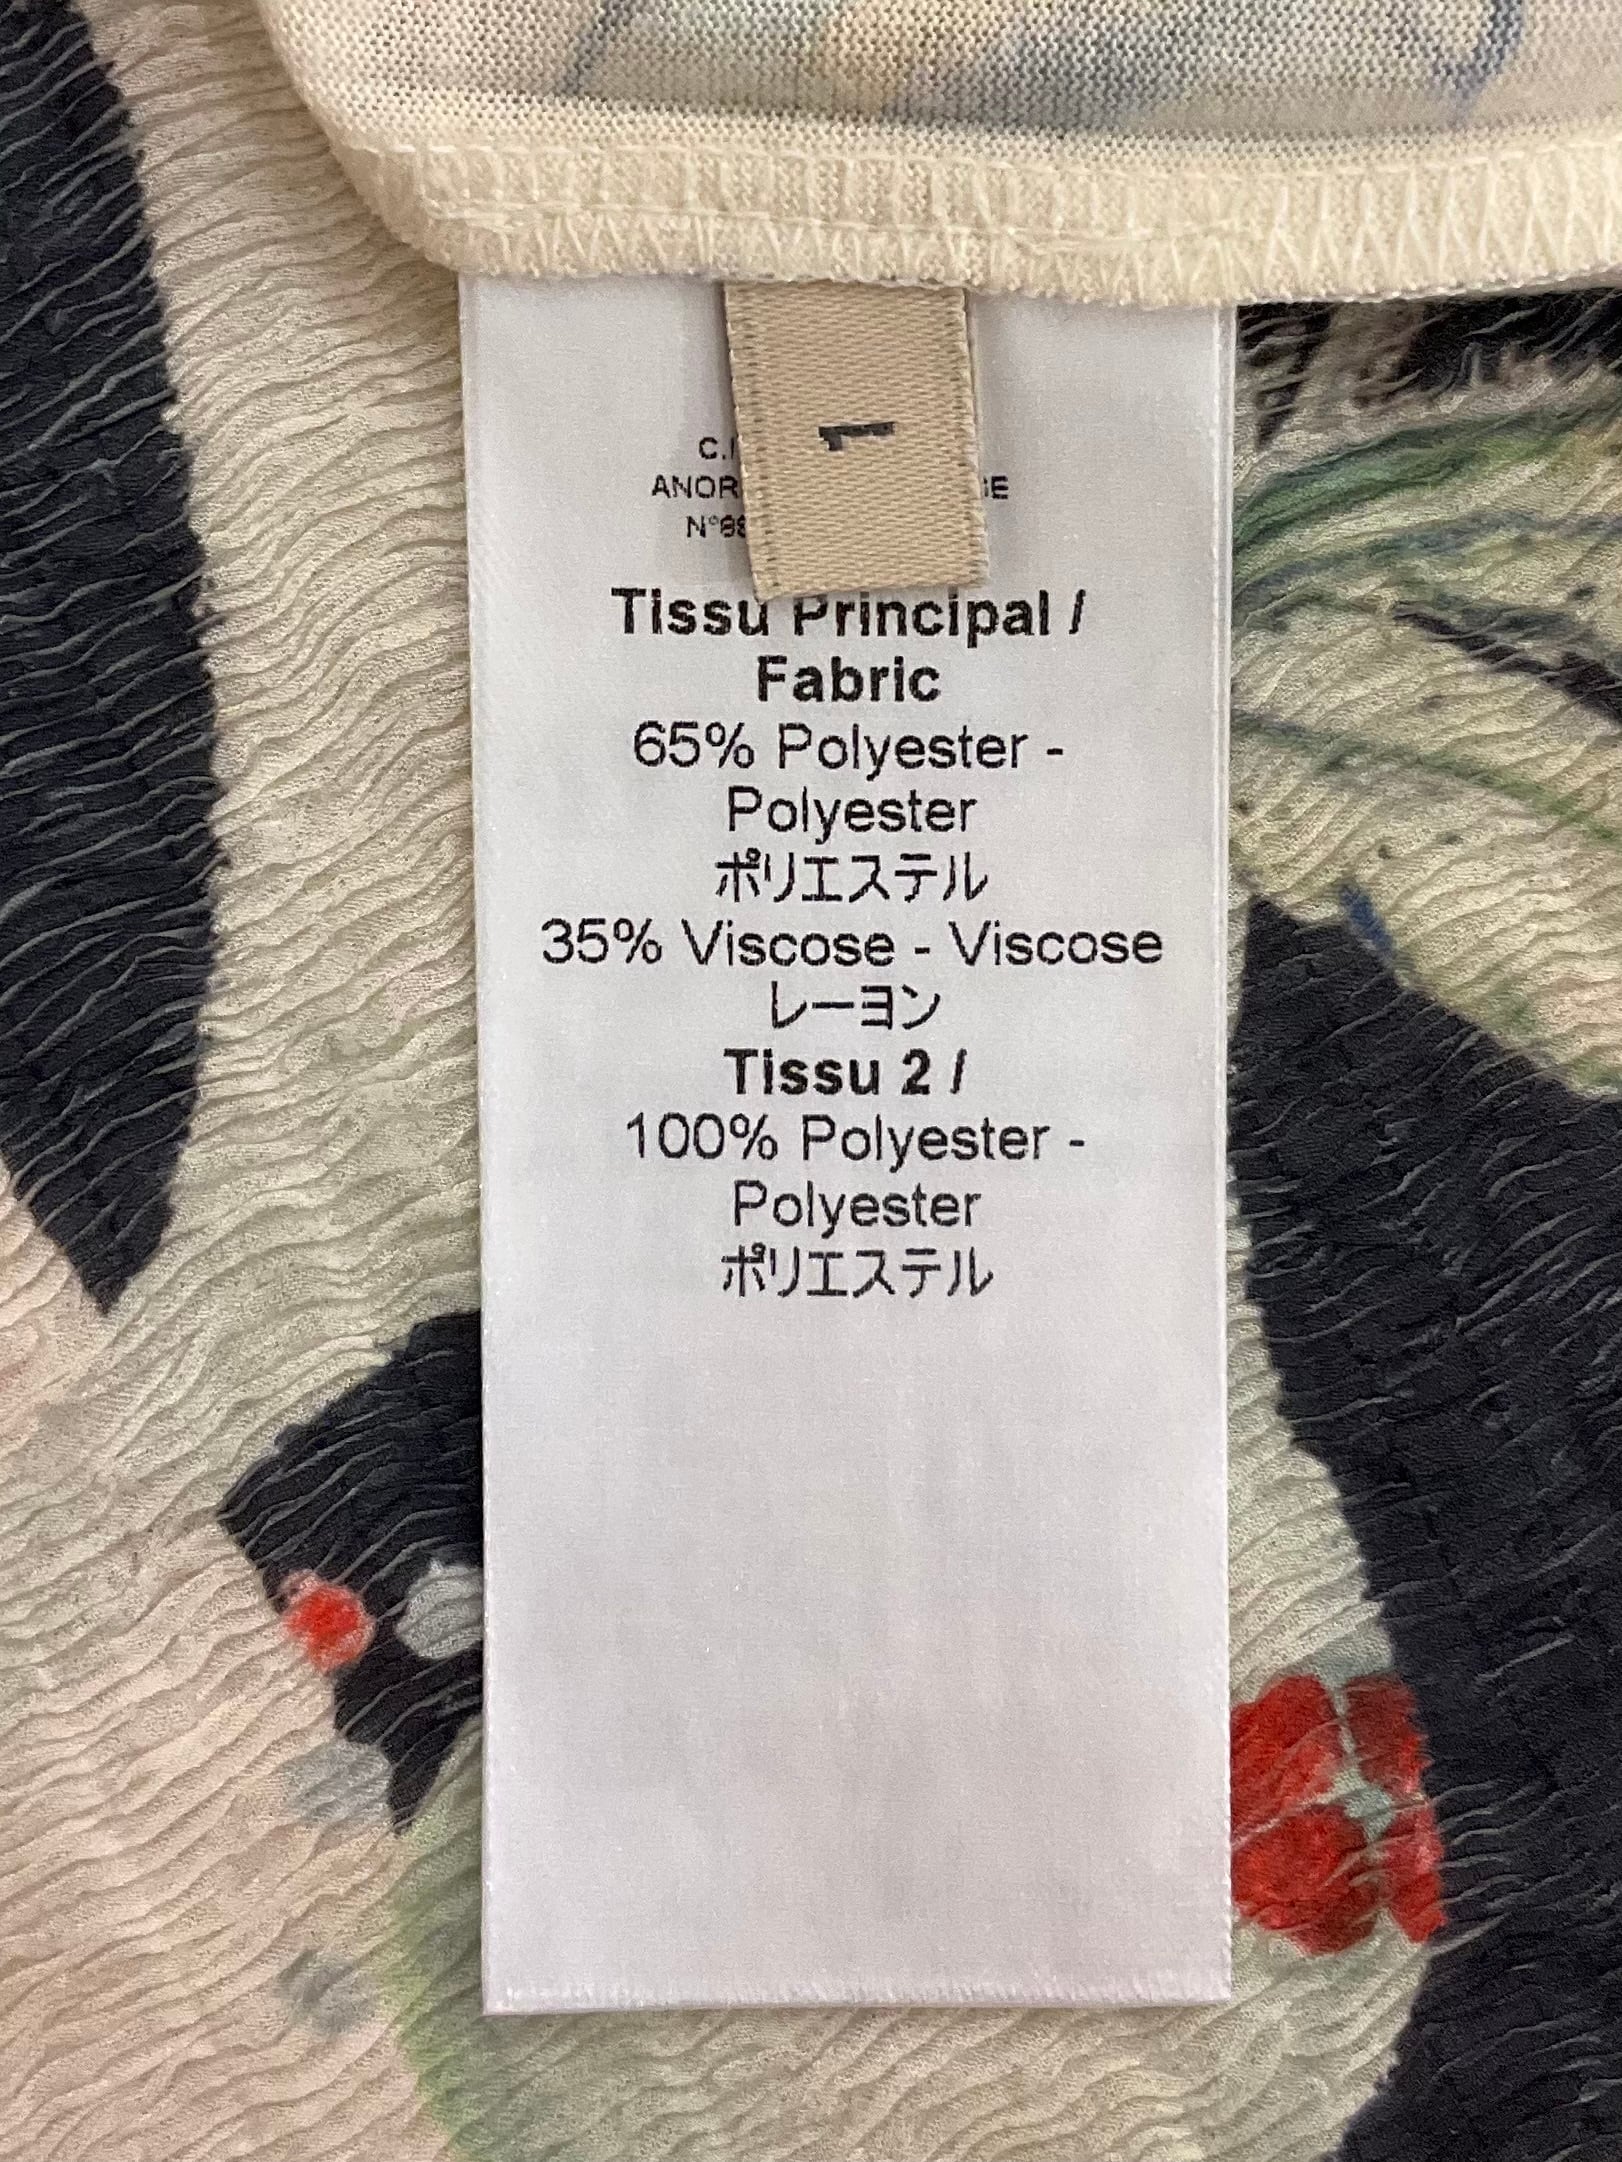 1
Tissu Principal /
Fabric
65% Polyester -
Polyester
ポリエステル
35% Viscose - Viscose
レーヨン
Tissu 2 /
100% Polyester -
Polyester
ポリエステル